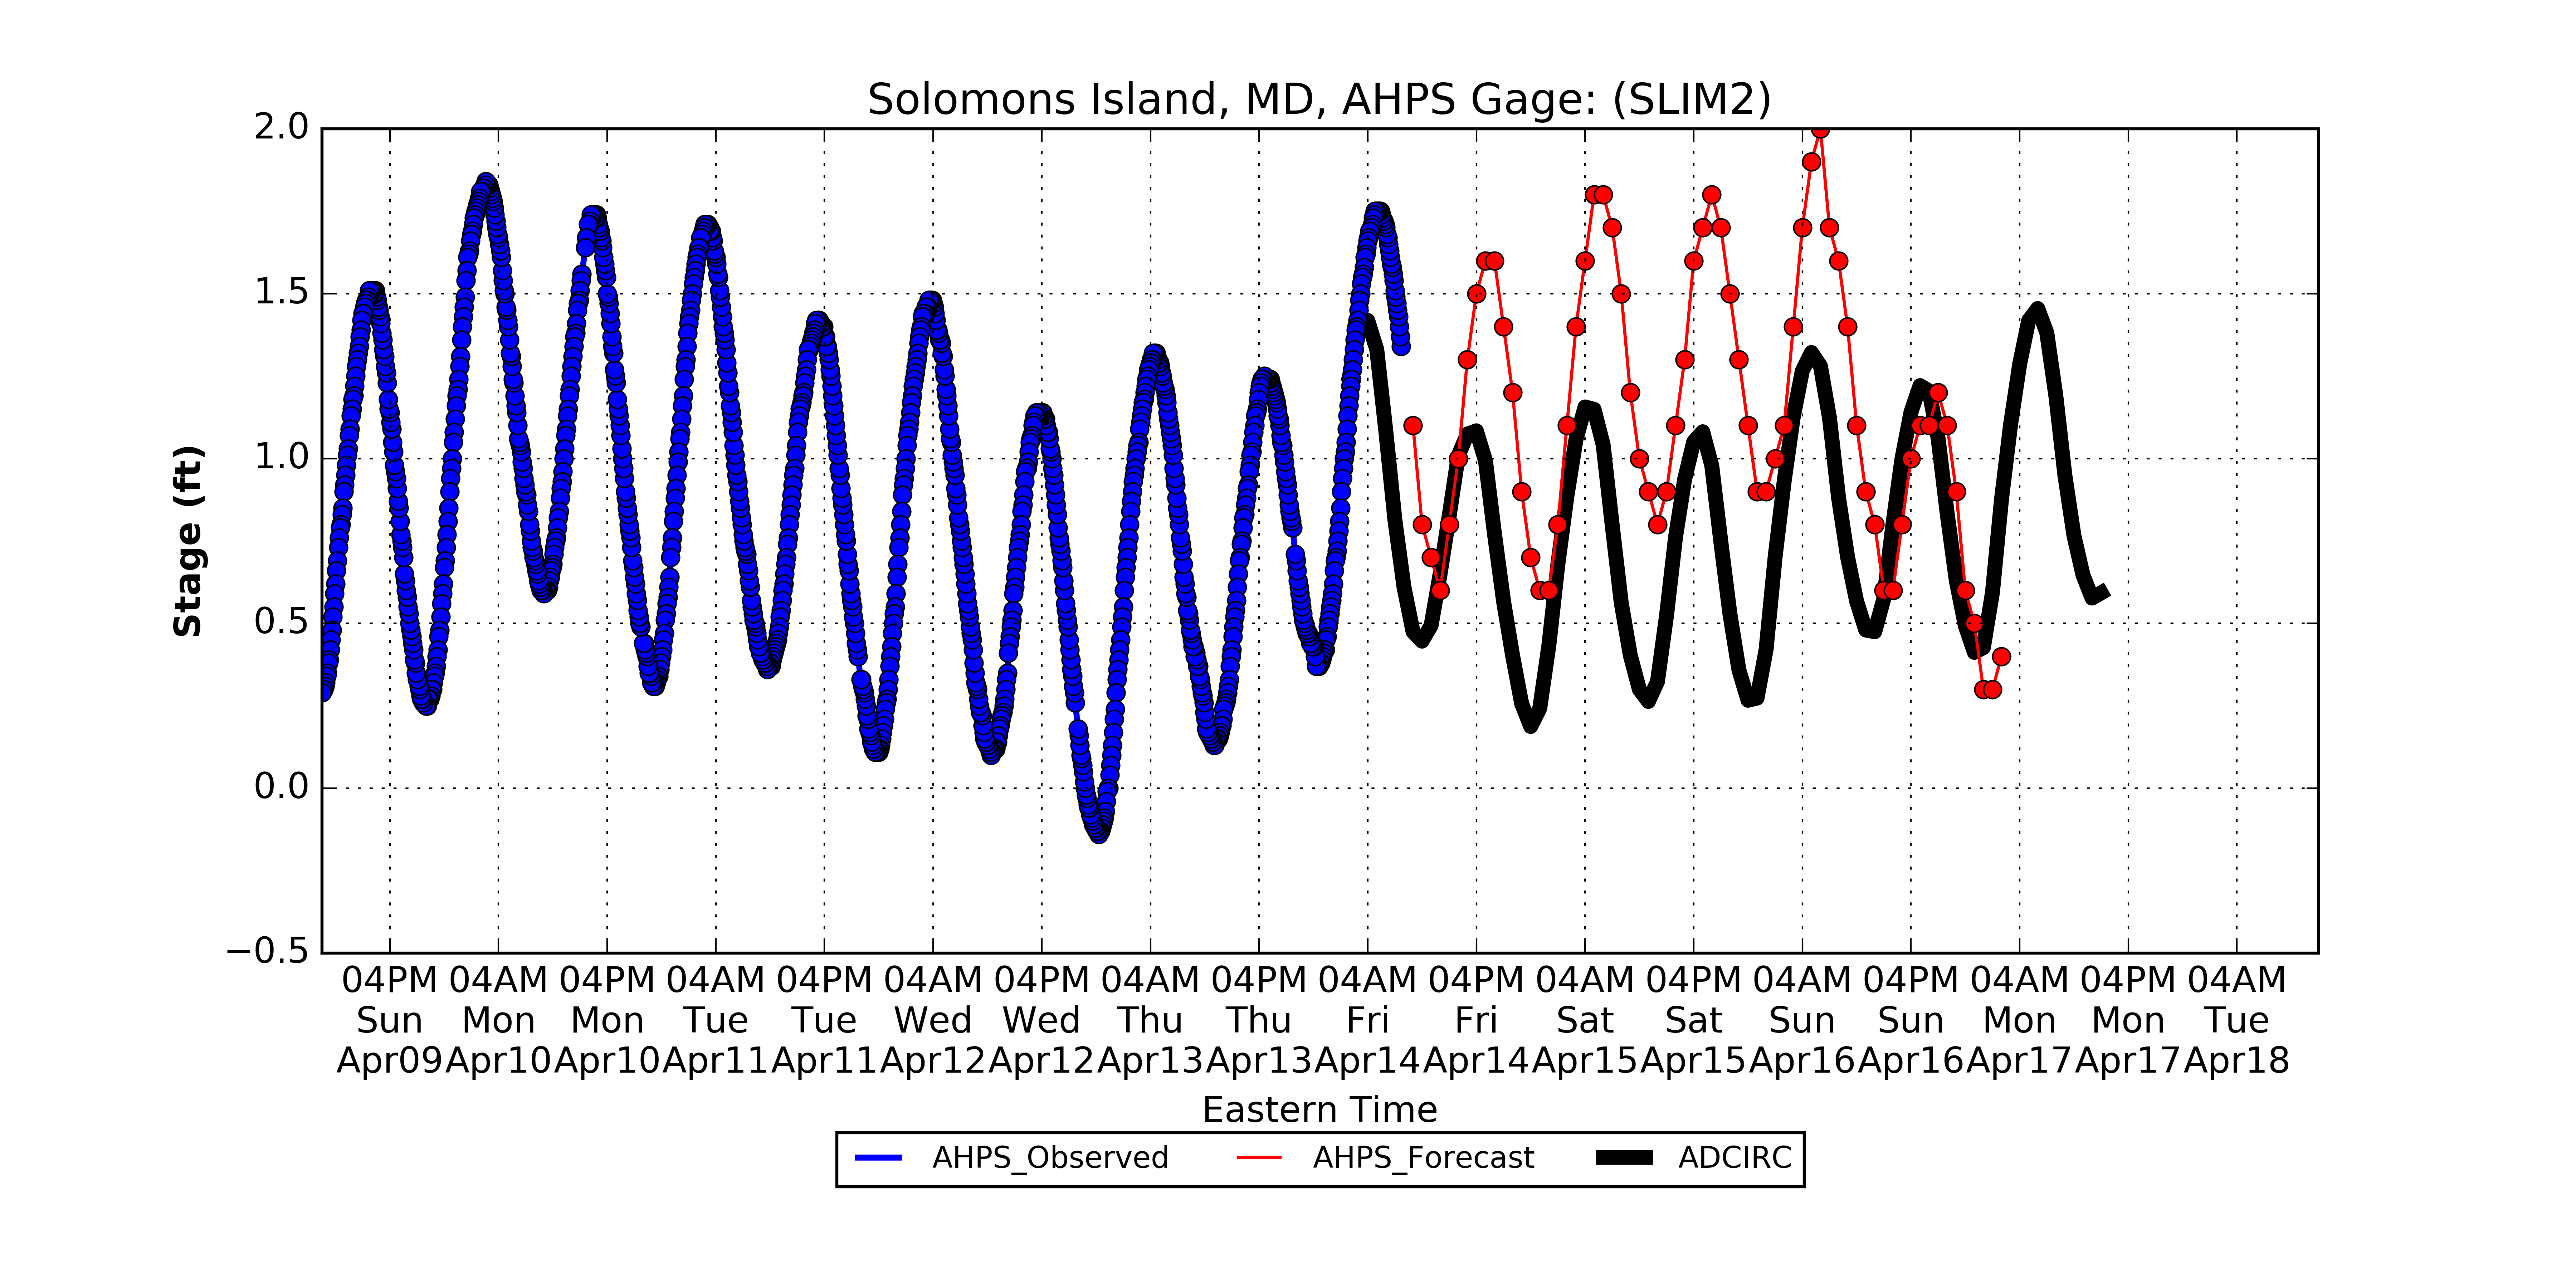 Solomons Island, MD, AHPS Gage: (SLIM2)
2.0
1.5
1.0
0.5
0.0
−0.5
Stage (ft)
04PM 04AM 04PM 04AM 04PM 04AM 04PM 04AM 04PM 04AM 04PM 04AM 04PM 04AM 04PM 04AM 04PM 04AM
Sun Mon Mon Tue Tue Wed Wed Thu Thu Fri Fri Sat Sat Sun Sun Mon Mon Tue
Apr09 Apr10 Apr10 Apr11 Apr11 Apr12 Apr12 Apr13 Apr13 Apr14 Apr14 Apr15 Apr15 Apr16 Apr16 Apr17 Apr17 Apr18
Eastern Time
AHPS_Observed AHPS_Forecast ADCIRC